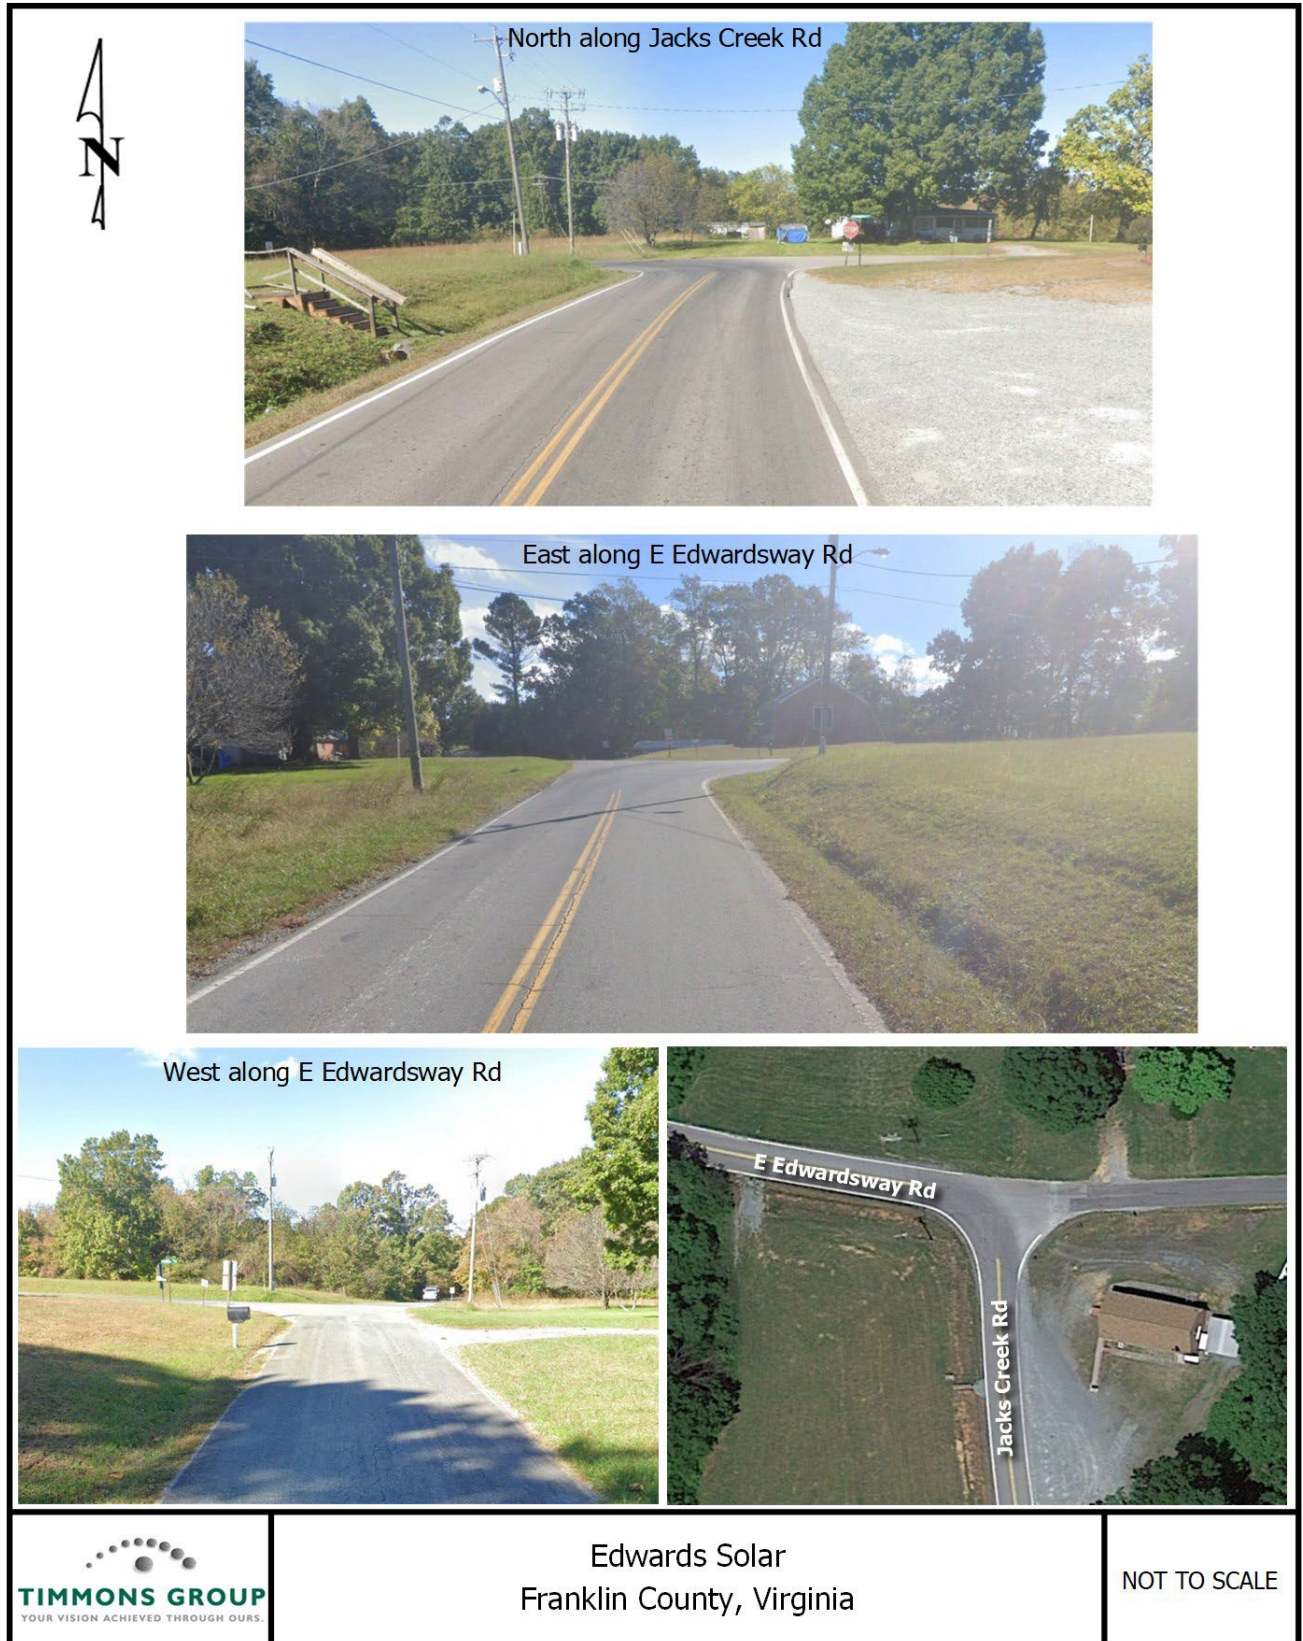 North along Jacks Creek Rd
N
STOP
East along E Edwardsway Rd
West along E Edwardsway Rd
E Edwardsway Rd
Jacks Creek Rd
TIMMONS GROUP
YOUR VISION ACHIEVED THROUGH OURS.
Edwards Solar
Franklin County, Virginia
NOT TO SCALE